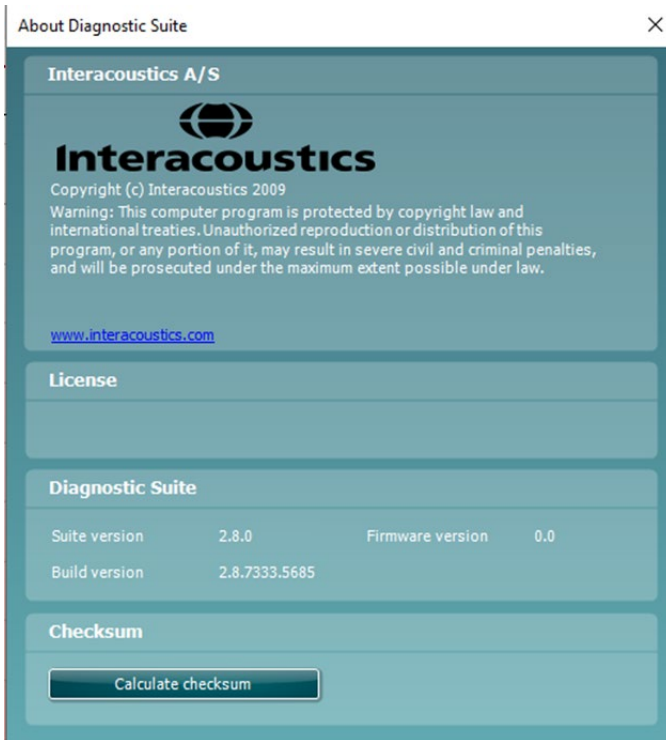 About Diagnostic Suite
Interacoustics A/S
Interacoustics
Copyright (c) Interacoustics 2009
Warning: This computer program is protected by copyright law and
international treaties. Unauthorized reproduction or distribution of this
program, or any portion of it, may result in severe civil and criminal penalties,
and will be prosecuted under the maximum extent possible under law.
www.interacoustics.com
License
Diagnostic Suite
Suite version 2.8.0 Firmware version 0.0
Build version 2.8.7333.5685
Checksum
Calculate checksum